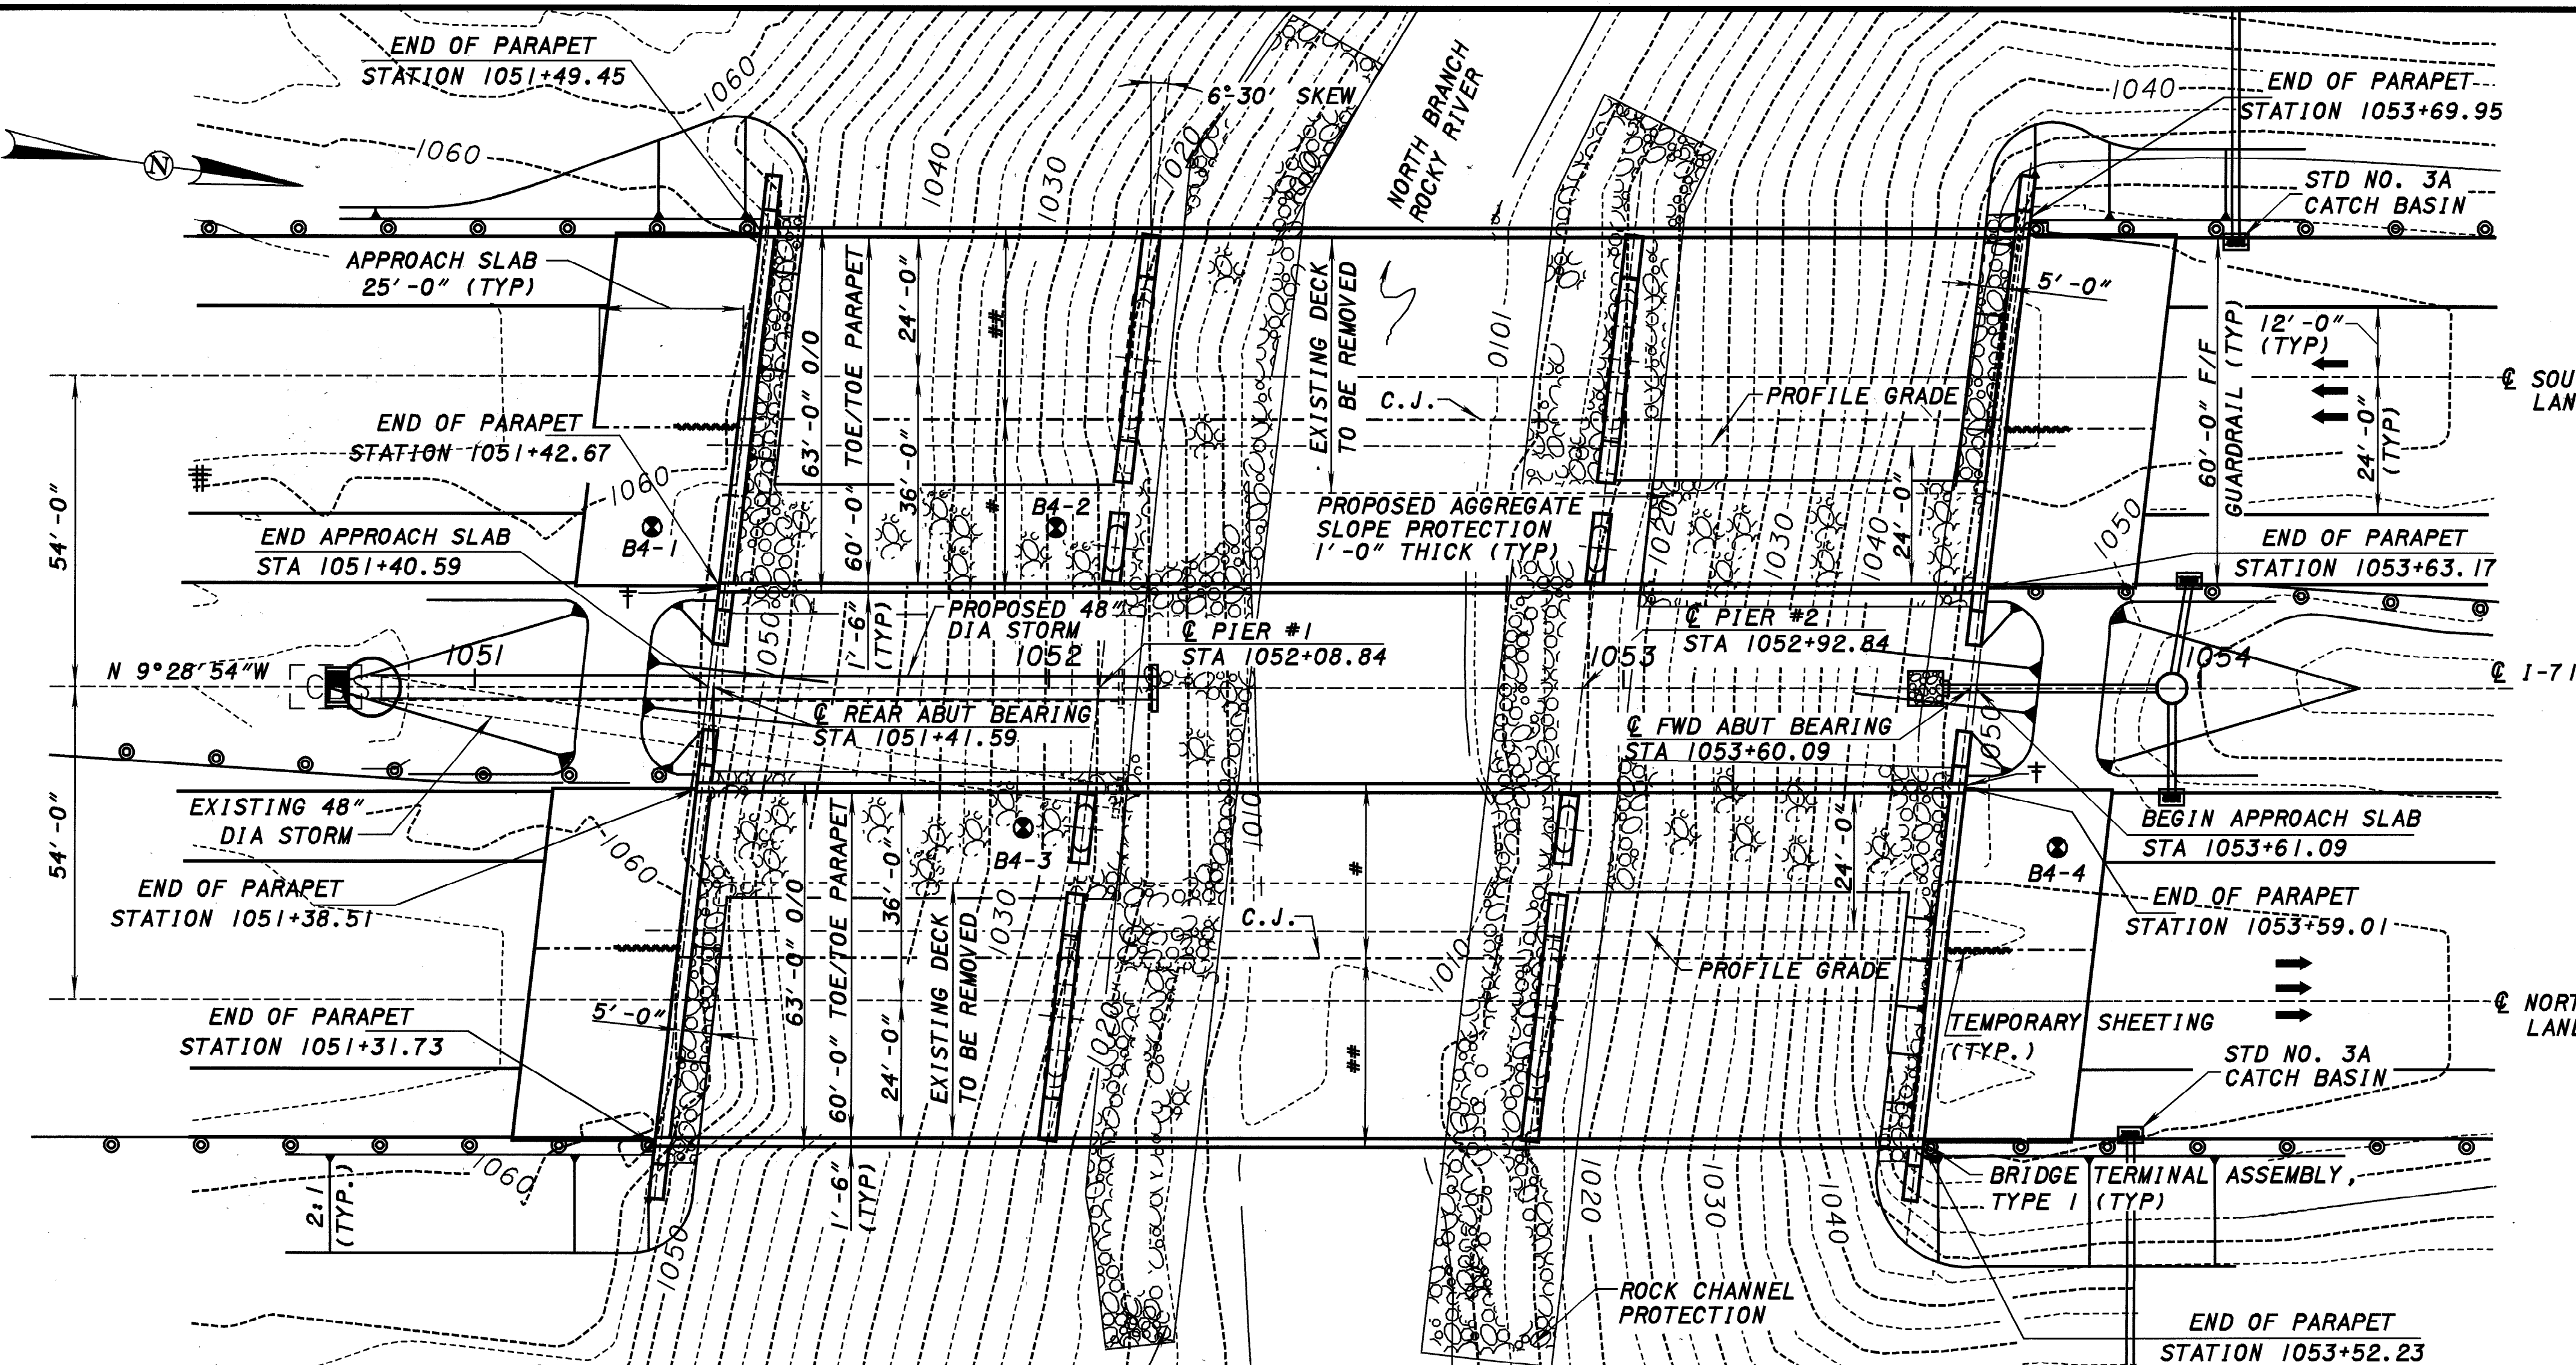 END OF PARAPET
STATION 1051+49.45
1060
6°30' SKEW
NORTH BRANCH
ROCKY RIVER
1040
END OF PARAPET
STATION 1053+69.95
N
1060
1040
1030
1020
STD NO. 3A
CATCH BASIN
APPROACH SLAB
25'-0" (TYP)
63'-0" O/O
60'-0" TOE/TOE PARAPET
24'-0"
36'-0"
##
#
EXISTING DECK
TO BE REMOVED
1010
5'-0"
60'-0" F/F
GUARDRAIL (TYP)
12'-0"
(TYP)
24'-0"
(TYP)
℄ SOU
LAN
C.J.
PROFILE GRADE
END OF PARAPET
STATION 1051+42.67
1060
54'-0"
END APPROACH SLAB
STA 1051+40.59
B4-1
B4-2
PROPOSED AGGREGATE
SLOPE PROTECTION
1'-0" THICK (TYP)
1020
1030
1040
24'-0"
1050
END OF PARAPET
STATION 1053+63.17
‡
1050
1'-6"
(TYP)
PROPOSED 48"
DIA STORM
℄ PIER #1
STA 1052+08.84
℄ PIER #2
STA 1052+92.84
N 9°28'54"W
1051
1052
1053
1054
℄ I-71
℄ REAR ABUT BEARING
STA 1051+41.59
℄ FWD ABUT BEARING
STA 1053+60.09
1050
‡
EXISTING 48"
DIA STORM
54'-0"
1060
B4-3
1010
24'-0"
BEGIN APPROACH SLAB
STA 1053+61.09
B4-4
END OF PARAPET
STATION 1051+38.51
63'-0" O/O
60'-0" TOE/TOE PARAPET
36'-0"
24'-0"
EXISTING DECK
TO BE REMOVED
1030
1020
#
##
C.J.
1010
PROFILE GRADE
END OF PARAPET
STATION 1053+59.01
℄ NORT
LAN
END OF PARAPET
STATION 1051+31.73
5'-0"
TEMPORARY SHEETING
(TYP.)
STD NO. 3A
CATCH BASIN
1060
2:1
(TYP.)
1050
1'-6"
(TYP)
1020
1030
1040
BRIDGE TERMINAL ASSEMBLY,
TYPE 1 (TYP)
ROCK CHANNEL
PROTECTION
END OF PARAPET
STATION 1053+52.23